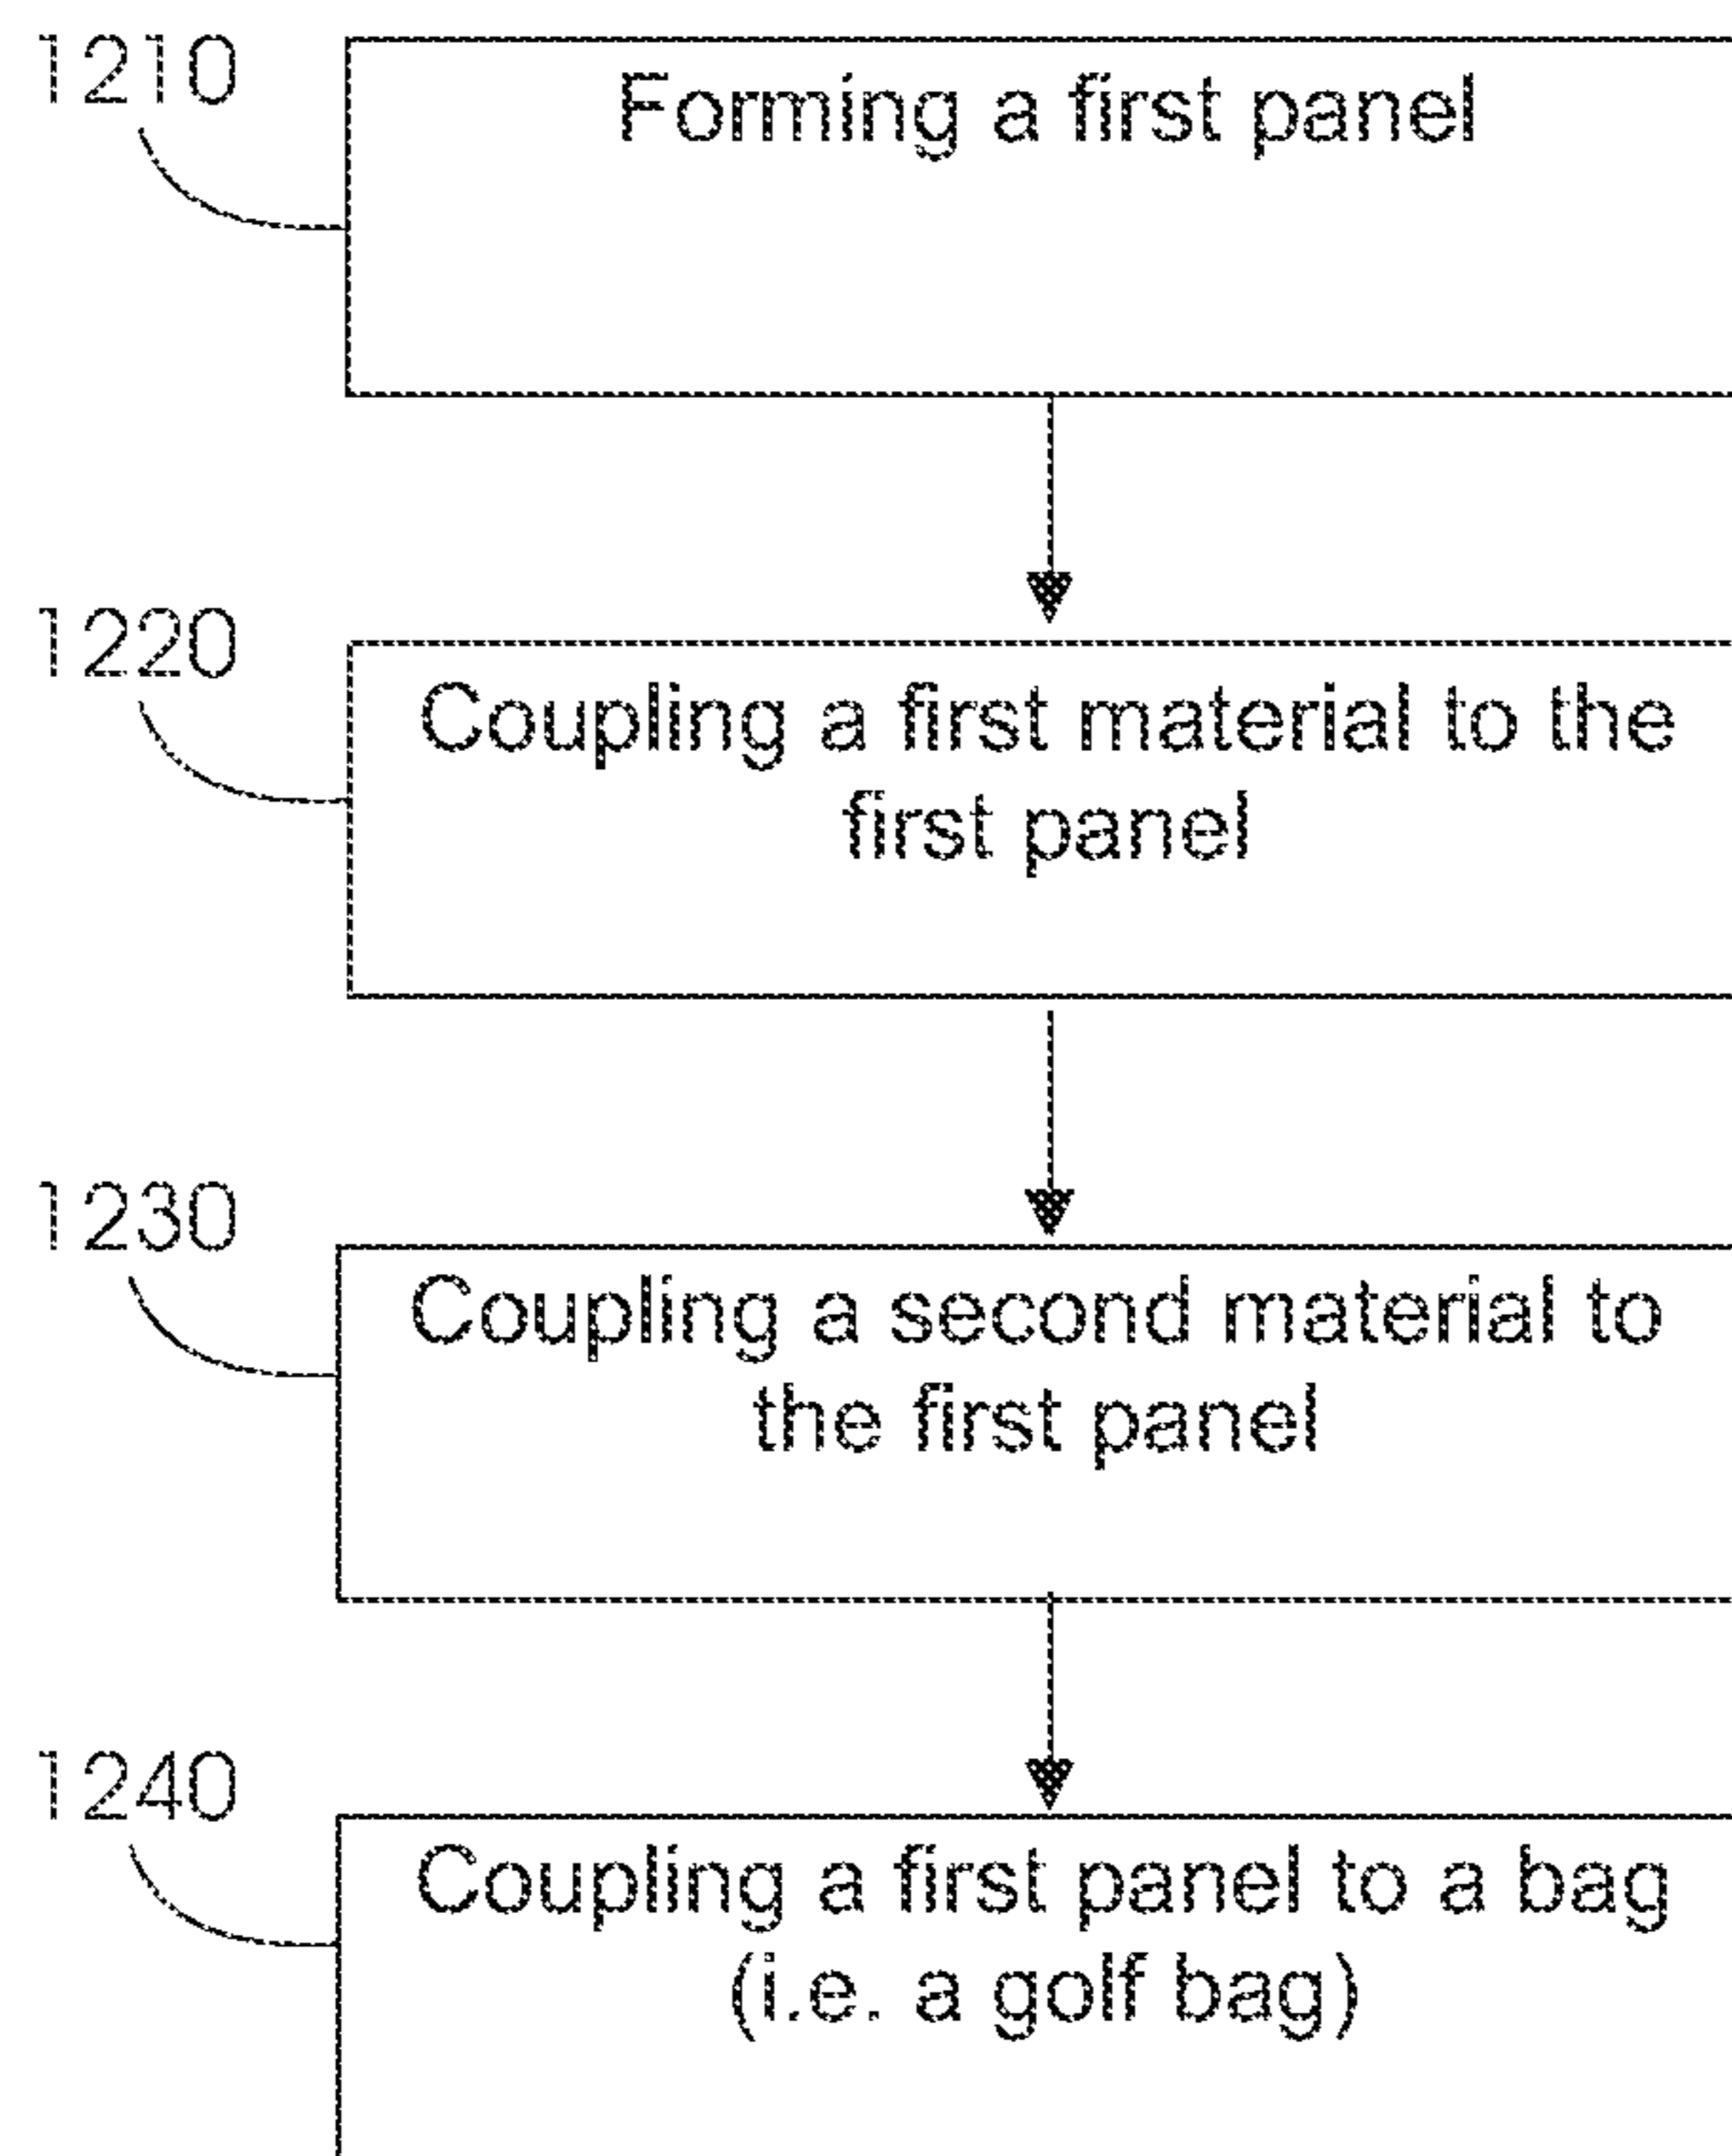 1210
Forming a first panel
1220
Coupling a first material to the
first panel
1230
Coupling a second material to
the first panel
1240
Coupling a first panel to a bag
(i.e. a golf bag)